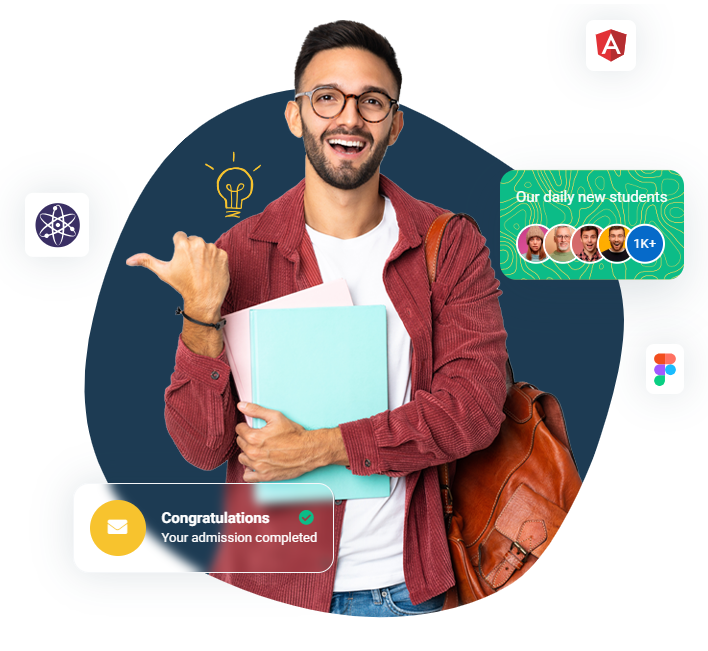 A
Our daily new students
1K+
Congratulations
Your admission completed